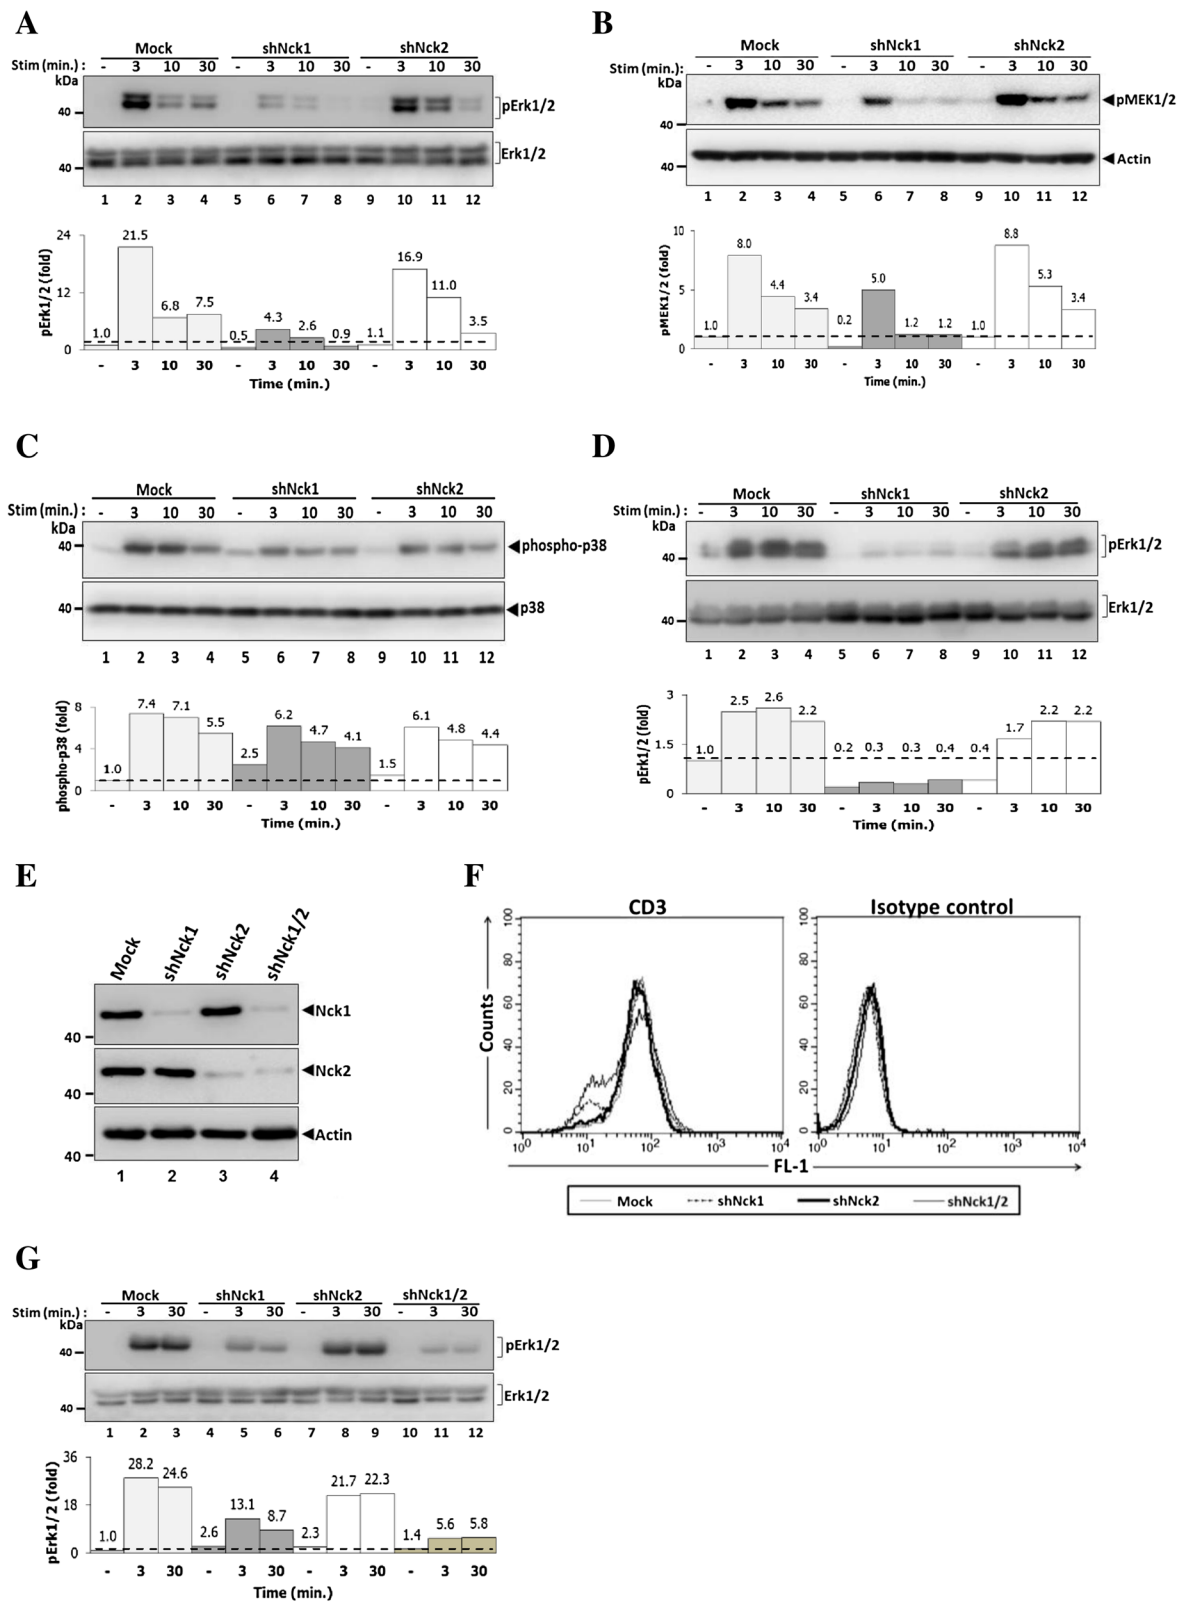 A
Mock shNck1 shNck2
Stim (min.) : - 3 10 30 - 3 10 30 - 3 10 30
kDa
40
pErk1/2
40
Erk1/2
1 2 3 4 5 6 7 8 9 10 11 12
pErk1/2 (fold)
24
12
0
1.0 21.5 6.8 7.5 0.5 4.3 2.6 0.9 1.1 16.9 11.0 3.5
- 3 10 30 - 3 10 30 - 3 10 30
Time (min.)
B
Mock shNck1 shNck2
Stim (min.): - 3 10 30 - 3 10 30 - 3 10 30
kDa
pMEK1/2
40
40
Actin
1 2 3 4 5 6 7 8 9 10 11 12
pMEK1/2 (fold)
10
5
0
1.0 8.0 4.4 3.4 0.2 5.0 1.2 1.2 1.0 8.8 5.3 3.4
- 3 10 30 - 3 10 30 - 3 10 30
Time (min.)
C
Mock shNck1 shNck2
Stim (min.) : - 3 10 30 - 3 10 30 - 3 10 30
kDa
40
phospho-p38
40
p38
1 2 3 4 5 6 7 8 9 10 11 12
phospho-p38 (fold)
8
4
0
1.0 7.4 7.1 5.5 2.5 6.2 4.7 4.1 1.5 6.1 4.8 4.4
- 3 10 30 - 3 10 30 - 3 10 30
Time (min.)
D
Mock shNck1 shNck2
Stim (min.) : - 3 10 30 - 3 10 30 - 3 10 30
kDa
40
pErk1/2
40
Erk1/2
1 2 3 4 5 6 7 8 9 10 11 12
pErk1/2 (fold)
3
1.5
0
1.0 2.5 2.6 2.2 0.2 0.3 0.3 0.4 0.4 1.7 2.2 2.2
- 3 10 30 - 3 10 30 - 3 10 30
Time (min.)
E
Mock shNck1 shNck2 shNck1/2
Nck1
40
Nck2
40
Actin
40
1 2 3 4
F
CD3
Isotype control
Counts
100
80
60
40
20
0
10⁰ 10¹ 10² 10³ 10⁴
100
80
60
40
20
0
10⁰ 10¹ 10² 10³ 10⁴
FL-1
Mock shNck1 shNck2 shNck1/2
G
Mock shNck1 shNck2 shNck1/2
Stim (min.) : - 3 30 - 3 30 - 3 30 - 3 30
kDa
40
pErk1/2
40
Erk1/2
1 2 3 4 5 6 7 8 9 10 11 12
pErk1/2 (fold)
36
18
0
1.0 28.2 24.6 2.6 13.1 8.7 2.3 21.7 22.3 1.4 5.6 5.8
- 3 30 - 3 30 - 3 30 - 3 30
Time (min.)